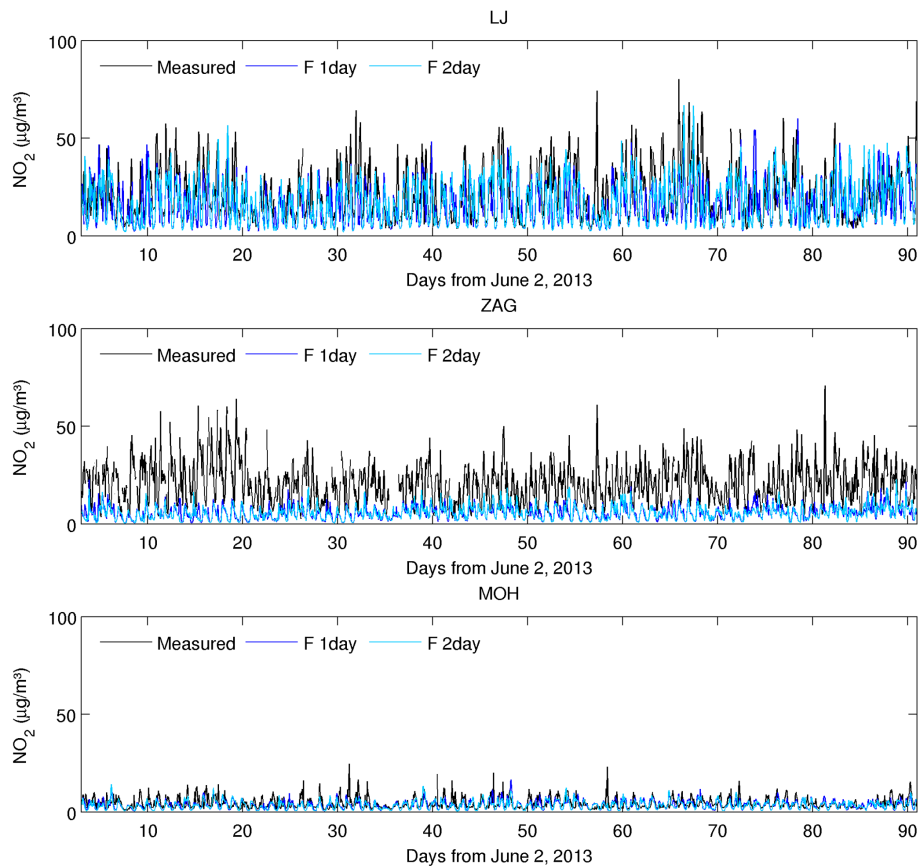 LJ
100
50
0
NO2 (μg/m³)
Measured F 1day F 2day
10 20 30 40 50 60 70 80 90
Days from June 2, 2013
ZAG
100
50
0
NO2 (μg/m³)
Measured F 1day F 2day
10 20 30 40 50 60 70 80 90
Days from June 2, 2013
MOH
100
50
0
NO2 (μg/m³)
Measured F 1day F 2day
10 20 30 40 50 60 70 80 90
Days from June 2, 2013